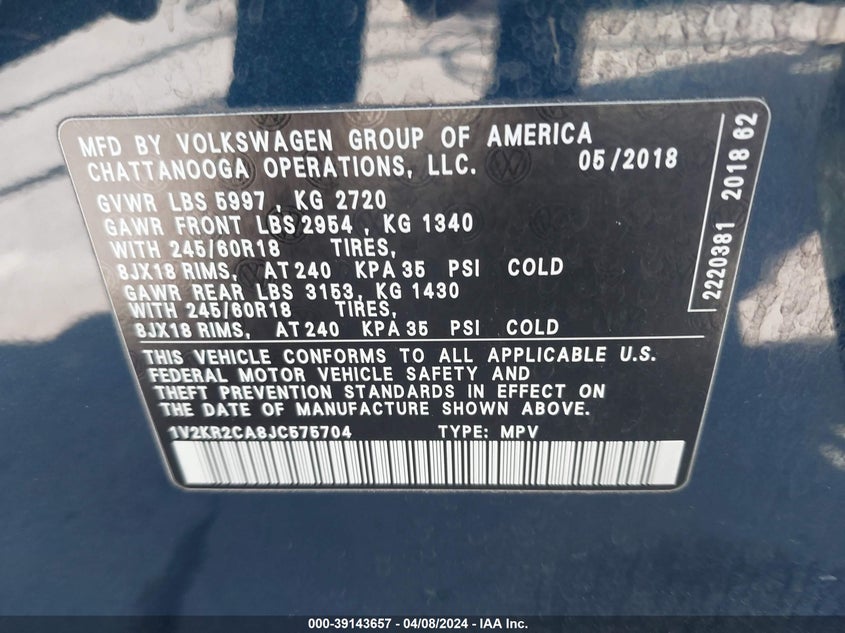 MFD BY VOLKSWAGEN GROUP OF AMERICA
CHATTANOOGA OPERATIONS, LLC. 05/2018
GVWR LBS 5997 , KG 2720
GAWR FRONT LBS 2954 , KG 1340
WITH 245/60R18 TIRES,
8JX18 RIMS, AT 240 KPA 35 PSI COLD
GAWR REAR LBS 3153, KG 1430
WITH 245/60R18 TIRES,
8JX18 RIMS, AT 240 KPA 35 PSI COLD
THIS VEHICLE CONFORMS TO ALL APPLICABLE U.S.
FEDERAL MOTOR VEHICLE SAFETY AND
THEFT PREVENTION STANDARDS IN EFFECT ON
THE DATE OF MANUFACTURE SHOWN ABOVE.
1V2KR2CA8JC575704 TYPE: MPV
2220381 2018 62
000-39143657 - 04/08/2024 - IAA Inc.